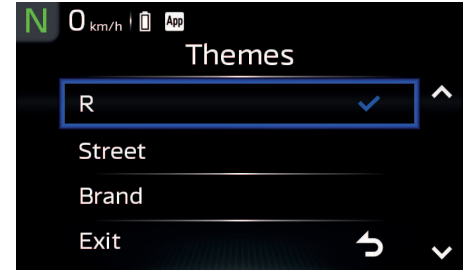 N 0 km/h App
Themes
R
Street
Brand
Exit